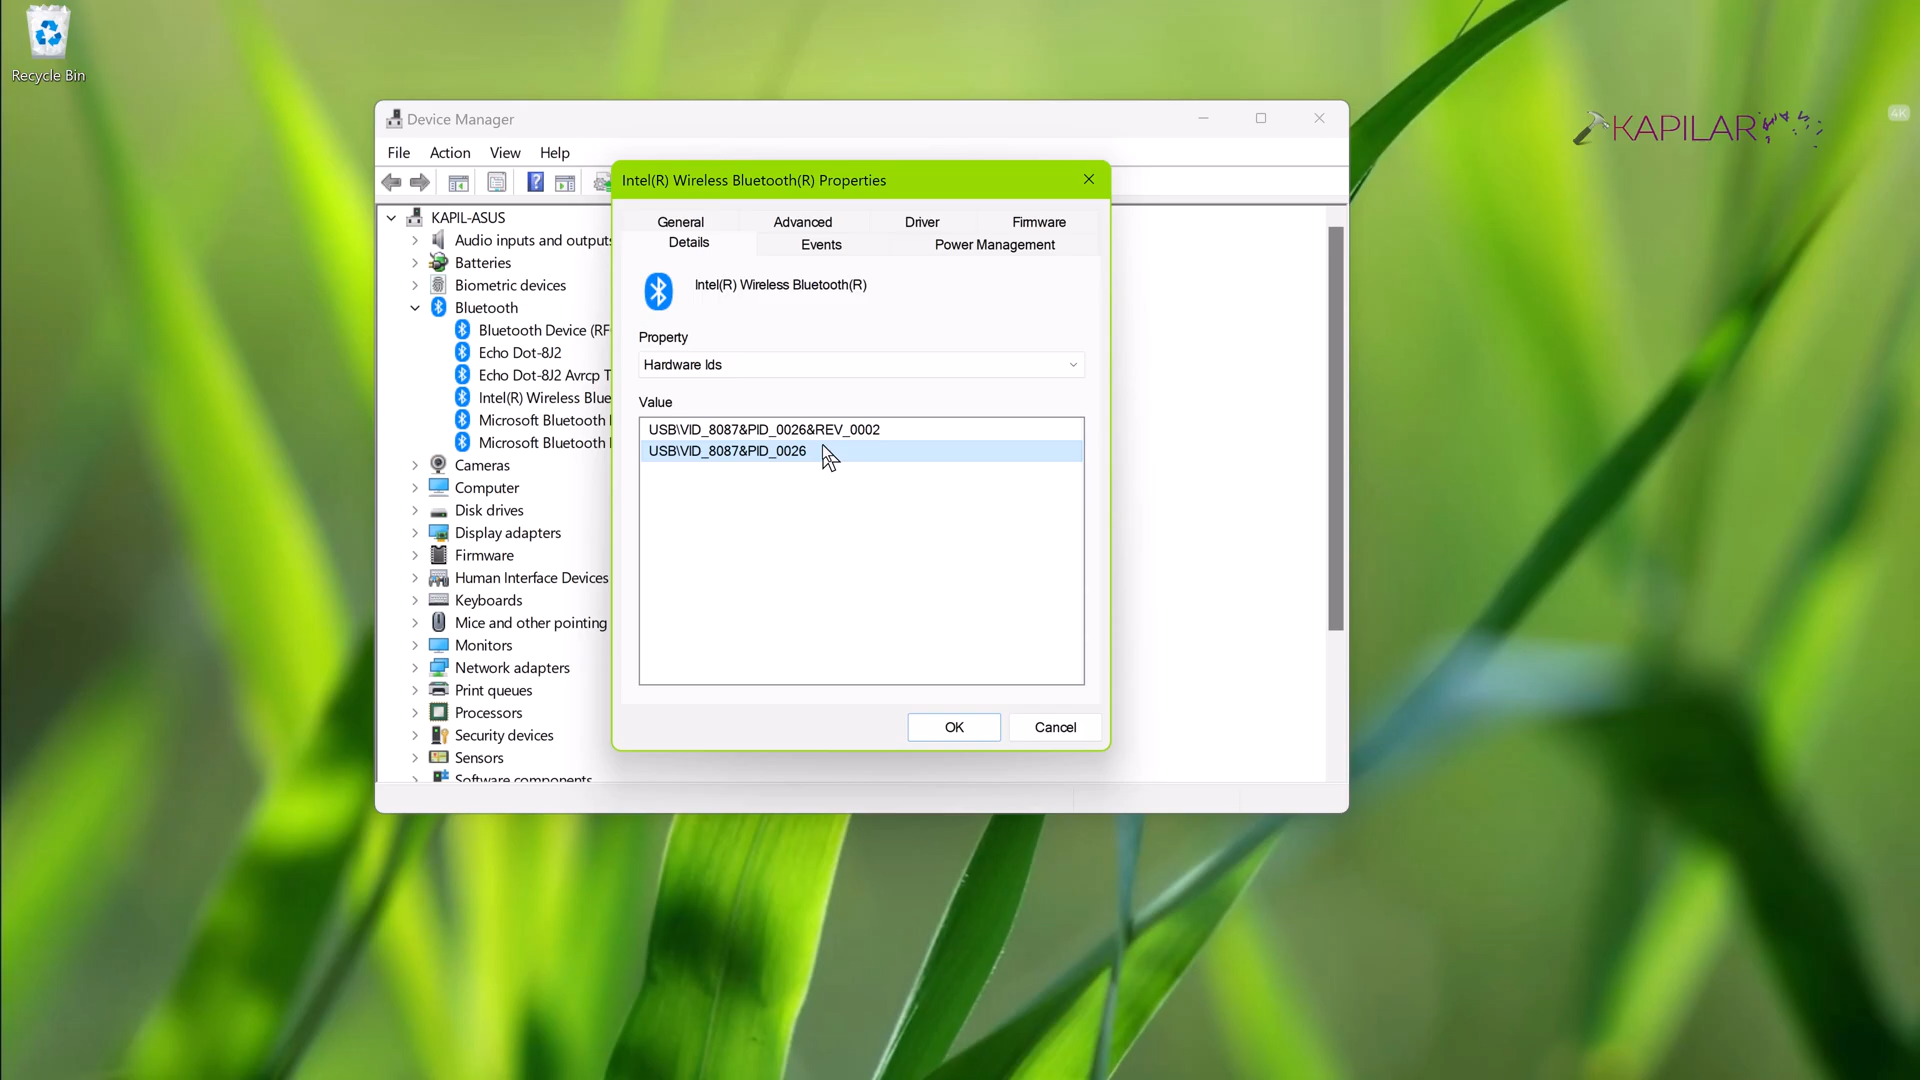 Recycle Bin
KAPILAR
4K
Device Manager
File Action View Help
KAPIL-ASUS
Audio inputs and outputs
Batteries
Biometric devices
Bluetooth
Bluetooth Device (RF
Echo Dot-8J2
Echo Dot-8J2 Avrcp T
Intel(R) Wireless Blue
Microsoft Bluetooth
Microsoft Bluetooth
Cameras
Computer
Disk drives
Display adapters
Firmware
Human Interface Devices
Keyboards
Mice and other pointing
Monitors
Network adapters
Print queues
Processors
Security devices
Sensors
Software components
Intel(R) Wireless Bluetooth(R) Properties
General Advanced Driver Firmware
Details Events Power Management
Intel(R) Wireless Bluetooth(R)
Property
Hardware Ids
Value
USB\VID_8087&PID_0026&REV_0002
USB\VID_8087&PID_0026
OK Cancel